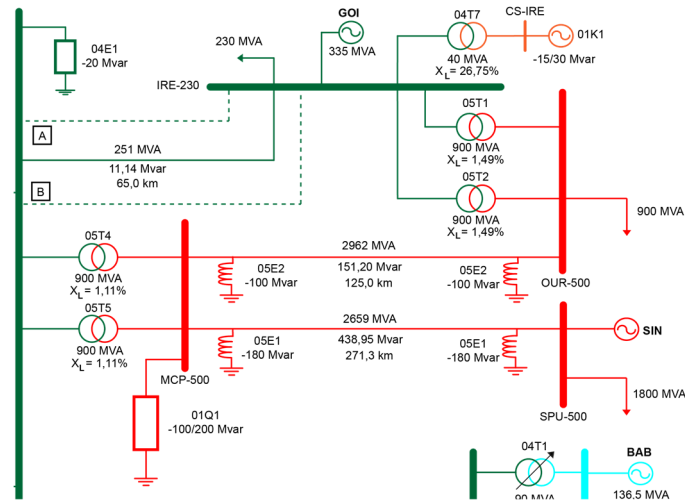 04E1
-20 Mvar
230 MVA
GOI
335 MVA
04T7
CS-IRE
01K1
40 MVA
XL= 26,75%
-15/30 Mvar
IRE-230
A
05T1
900 MVA
XL= 1,49%
251 MVA
11,14 Mvar
65,0 km
05T2
900 MVA
XL= 1,49%
B
900 MVA
05T4
900 MVA
XL= 1,11%
2962 MVA
151,20 Mvar
125,0 km
05E2
-100 Mvar
05E2
-100 Mvar
OUR-500
05T5
900 MVA
XL= 1,11%
2659 MVA
438,95 Mvar
271,3 km
05E1
-180 Mvar
05E1
-180 Mvar
SIN
MCP-500
1800 MVA
SPU-500
01Q1
-100/200 Mvar
04T1
BAB
90 MVA
136.5 MVA